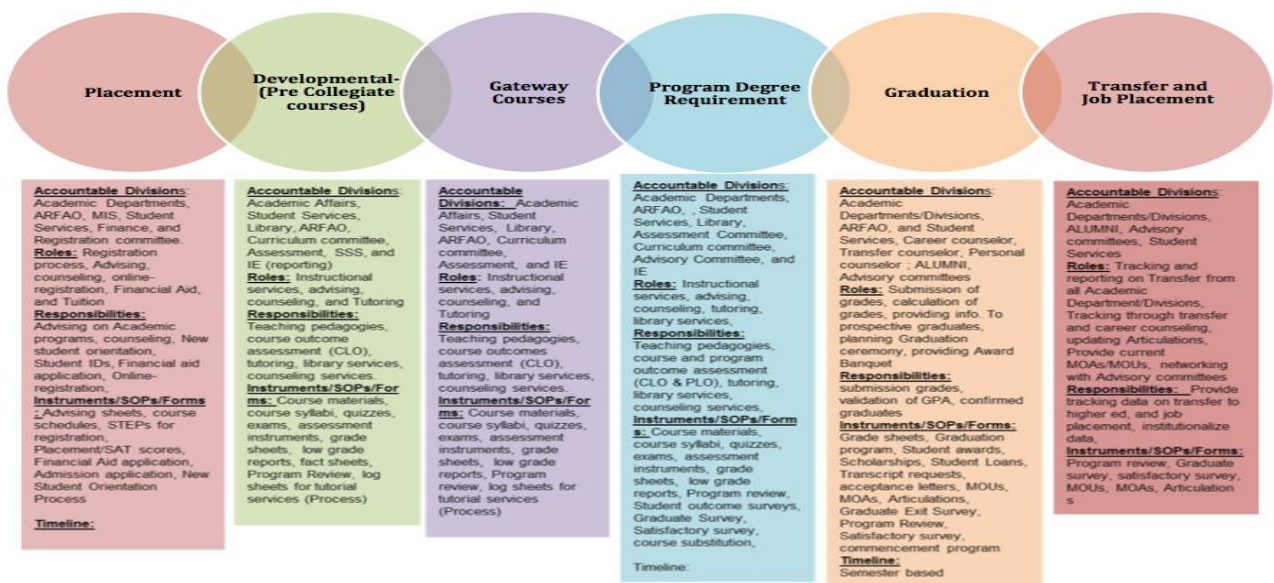 Placement
Developmental-
(Pre Collegiate
courses)
Gateway
Courses
Program Degree
Requirement
Graduation
Transfer and
Job Placement
Accountable Divisions:
Academic Departments,
ARFAO, MIS, Student
Services, Finance, and
Registration committee.
Roles: Registration
process, Advising,
counseling, online-
registration, Financial Aid,
and Tuition
Responsibilities:
Advising on Academic
programs, counseling, New
student orientation,
Student IDs, Financial aid
application, Online-
registration,
Instruments/SOPs/Forms
: Advising sheets, course
schedules, STEPs for
registration,
Placement/SAT scores,
Financial Aid application,
Admission application, New
Student Orientation
Process
Timeline:
Accountable Divisions:
Academic Affairs,
Student Services,
Library, ARFAO,
Curriculum committee,
Assessment, SSS, and
IE (reporting)
Roles: Instructional
services, advising,
counseling, and Tutoring
Responsibilities:
Teaching pedagogies,
course outcome
assessment (CLO),
tutoring, library services,
counseling services.
Instruments/SOPs/For
ms: Course materials,
course syllabi, quizzes,
exams, assessment
instruments, grade
sheets, low grade
reports, fact sheets,
Program Review, log
sheets for tutorial
services (Process)
Accountable
Divisions: Academic
Affairs, Student
Services, Library,
ARFAO, Curriculum
committee,
Assessment, and IE
Roles: Instructional
services, advising,
counseling, and
Tutoring
Responsibilities:
Teaching pedagogies,
course outcomes
assessment (CLO),
tutoring, library services,
counseling services.
Instruments/SOPs/For
ms: Course materials,
course syllabi, quizzes,
exams, assessment
instruments, grade
sheets, low grade
reports, Program
review, log sheets for
tutorial services
(Process)
Accountable Divisions:
Academic Departments,
ARFAO, , Student
Services, Library,
Assessment Committee,
Curriculum committee,
Advisory Committee, and
IE
Roles: Instructional
services, advising,
counseling, tutoring,
library services,
Responsibilities:
Teaching pedagogies,
course and program
outcome assessment
(CLO & PLO), tutoring,
library services,
counseling services,
Instruments/SOPs/Form
s: Course materials,
course syllabi, quizzes,
exams, assessment
instruments, grade
sheets, low grade
reports, Program review,
Student outcome surveys,
Graduate Survey,
Satisfactory survey,
course substitution,
Timeline:
Accountable Divisions:
Academic
Departments/Divisions,
ARFAO, and Student
Services, Career counselor,
Transfer counselor, Personal
counselor ; ALUMNI,
Advisory committees
Roles: Submission of
grades, calculation of
grades, providing info. To
prospective graduates,
planning Graduation
ceremony, providing Award
Banquet
Responsibilities:
submission grades,
validation of GPA, confirmed
graduates
Instruments/SOPs/Forms:
Grade sheets, Graduation
program, Student awards,
Scholarships, Student Loans,
Transcript requests,
acceptance letters, MOUs,
MOAs, Articulations,
Graduate Exit Survey,
Program Review,
Satisfactory survey,
commencement program
Timeline:
Semester based
Accountable Divisions:
Academic
Departments/Divisions,
ALUMNI, Advisory
committees, Student
Services
Roles: Tracking and
reporting on Transfer from
all Academic
Department/Divisions,
Tracking through transfer
and career counseling,
updating Articulations,
Provide current
MOAs/MOUs, networking
with Advisory committees
Responsibilities: Provide
tracking data on transfer to
higher ed, and job
placement, institutionalize
data,
Instruments/SOPs/Forms:
Program review, Graduate
survey, satisfactory survey,
MOUs, MOAs, Articulation
s